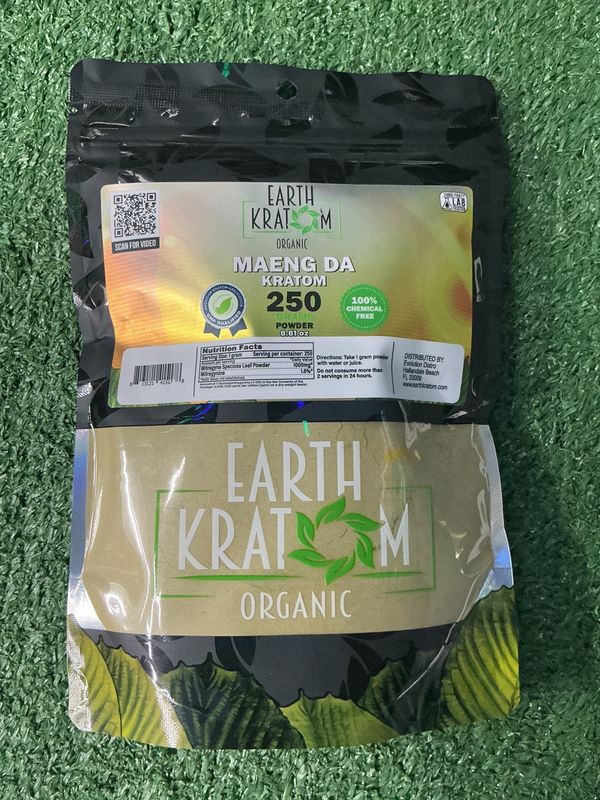 SCAN FOR VIDEO
EARTH
KRATOM
ORGANIC
LAB
MAENG DA
KRATOM
250
GRAMS
POWDER
8.81 oz
100%
CHEMICAL
FREE
Nutrition Facts
Serving Size: 1 gram Serving per container: 250
Mitragyna Speciosa Leaf Powder 1000mg*
Mitragynine 1.6%*
Directions: Take 1 gram powder
with water or juice.
Do not consume more than
2 servings in 24 hours.
DISTRIBUTED BY:
Evolution Distro
Hallandale Beach
FL 33009
www.earthkratom.com
EARTH
KRATOM
ORGANIC